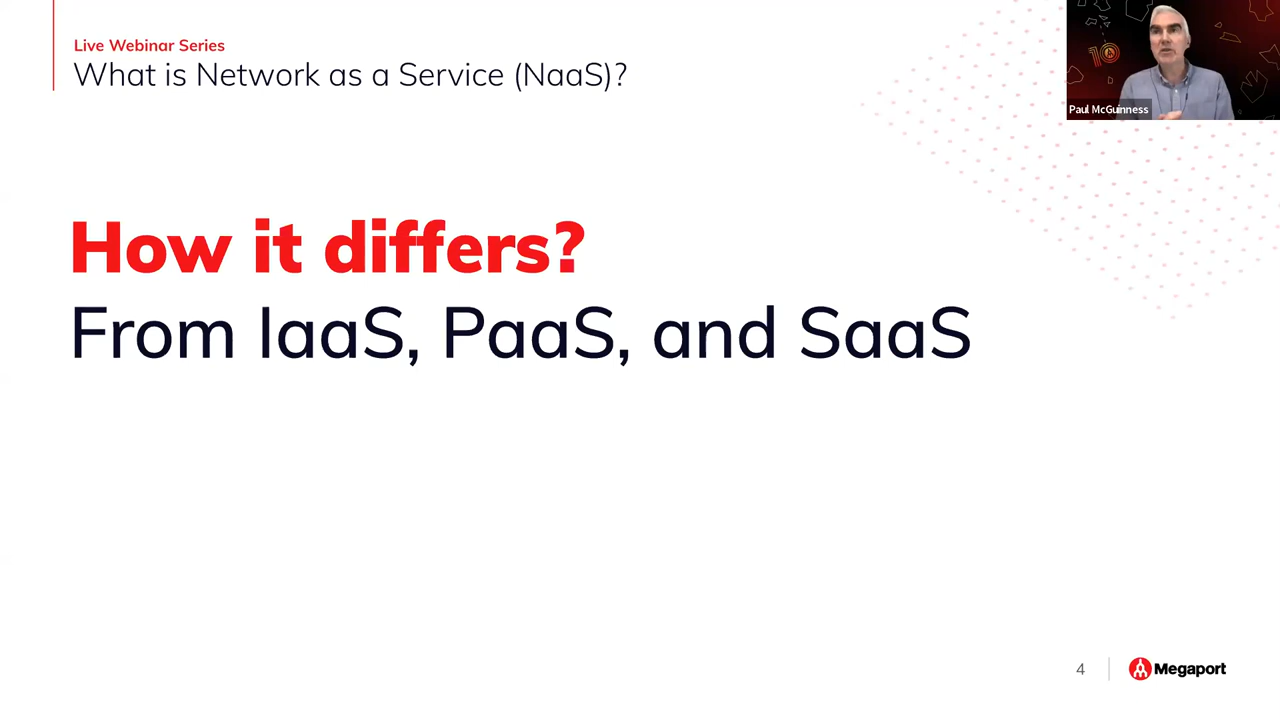 Live Webinar Series
What is Network as a Service (NaaS)?
10
Paul McGuinness
How it differs?
From IaaS, PaaS, and SaaS
4
Megaport